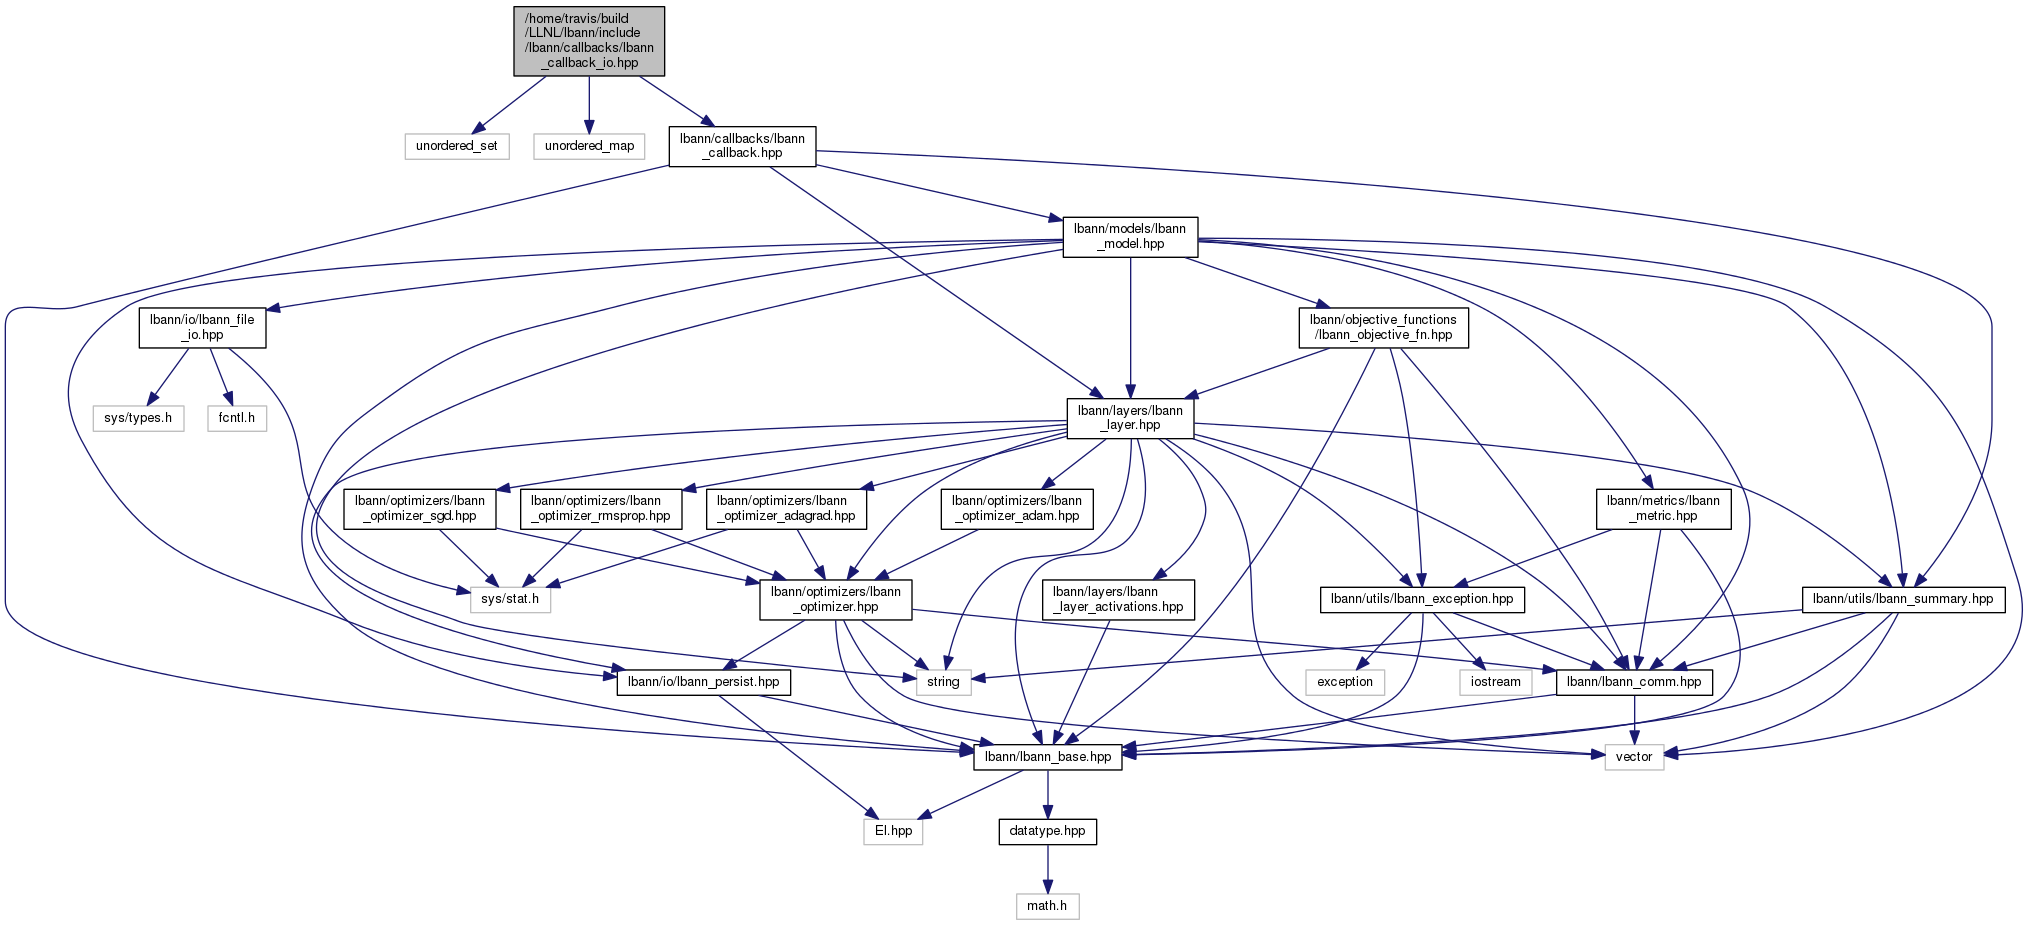 /home/travis/build
/LLNL/lbann/include
/lbann/callbacks/lbann
_callback_io.hpp
unordered_set
unordered_map
lbann/callbacks/lbann
_callback.hpp
lbann/models/lbann
_model.hpp
lbann/io/lbann_file
_io.hpp
lbann/objective_functions
/lbann_objective_fn.hpp
sys/types.h
fcntl.h
lbann/layers/lbann
_layer.hpp
lbann/optimizers/lbann
_optimizer_sgd.hpp
lbann/optimizers/lbann
_optimizer_rmsprop.hpp
lbann/optimizers/lbann
_optimizer_adagrad.hpp
lbann/optimizers/lbann
_optimizer_adam.hpp
lbann/metrics/lbann
_metric.hpp
sys/stat.h
lbann/optimizers/lbann
_optimizer.hpp
lbann/layers/lbann
_layer_activations.hpp
lbann/utils/lbann_exception.hpp
lbann/utils/lbann_summary.hpp
lbann/io/lbann_persist.hpp
string
exception
iostream
lbann/lbann_comm.hpp
lbann/lbann_base.hpp
vector
El.hpp
datatype.hpp
math.h